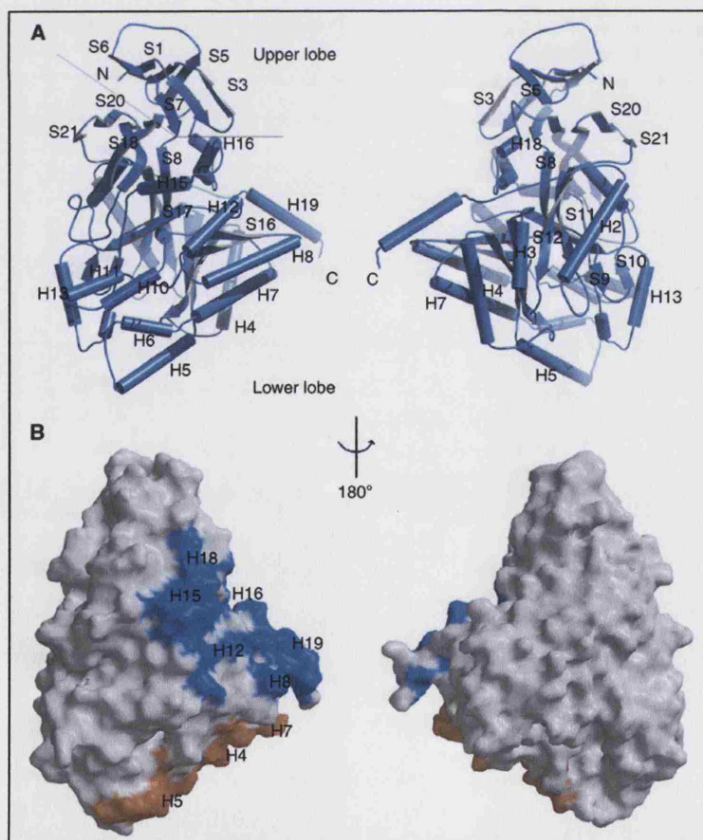 A
S6
S1
S5
Upper lobe
N
S3
S7
S20
S21
S18
H16
S8
H15
H12
H19
S17
S16
H8
C
H11
H13
H10
H7
H4
H6
H5
Lower lobe
S6
N
S3
S20
H18
S21
S8
S11
H2
S12
H3
C
S9
S10
H4
H13
H7
H5
B
180°
H18
H15
H16
H12
H19
H8
H7
H4
H5